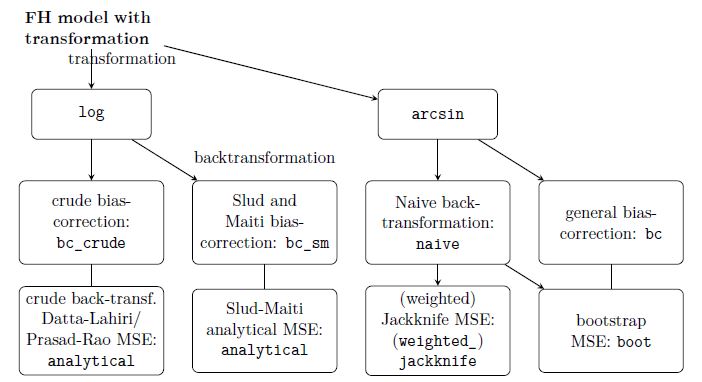 FH model with
transformation
transformation
log
arcsin
backtransformation
crude bias-
correction:
bc_crude
Slud and
Maiti bias-
correction: bc_sm
Naive back-
transformation:
naive
general bias-
correction: bc
crude back-transf.
Datta-Lahiri/
Prasad-Rao MSE:
analytical
Slud-Maiti
analytical MSE:
analytical
(weighted)
Jackknife MSE:
(weighted_)
jackknife
bootstrap
MSE: boot